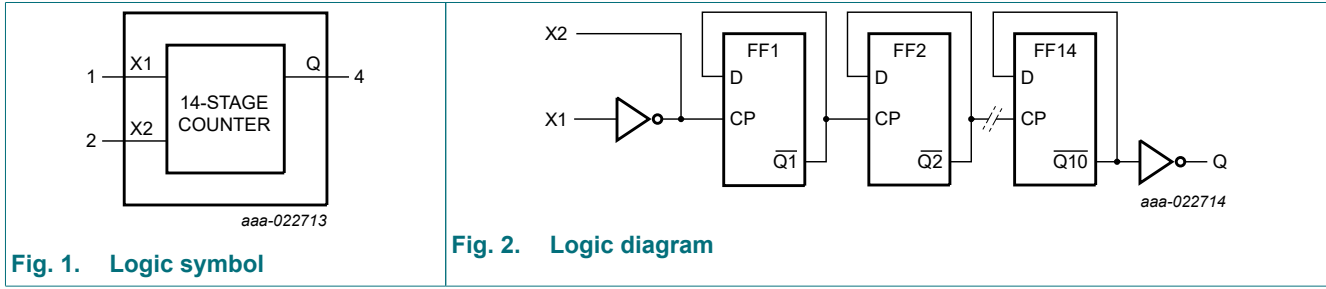 1
X1
Q
4
14-STAGE
COUNTER
2
X2
aaa-022713
Fig. 1. Logic symbol
X2
X1
FF1
D
CP
Q1
FF2
D
CP
Q2
FF14
D
CP
Q10
Q
aaa-022714
Fig. 2. Logic diagram